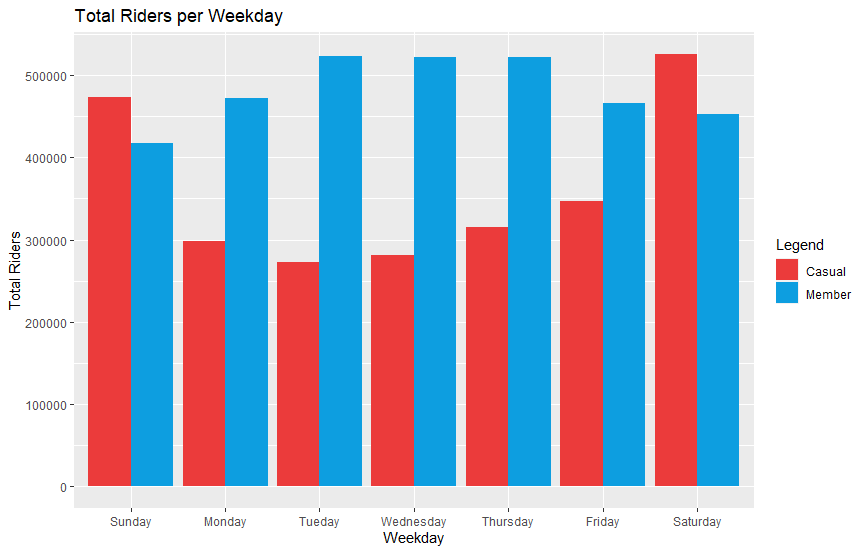 Total Riders per Weekday
Total Riders
500000
400000
300000
200000
100000
0
Sunday
Monday
Tueday
Wednesday
Thursday
Friday
Saturday
Weekday
Legend
Casual
Member